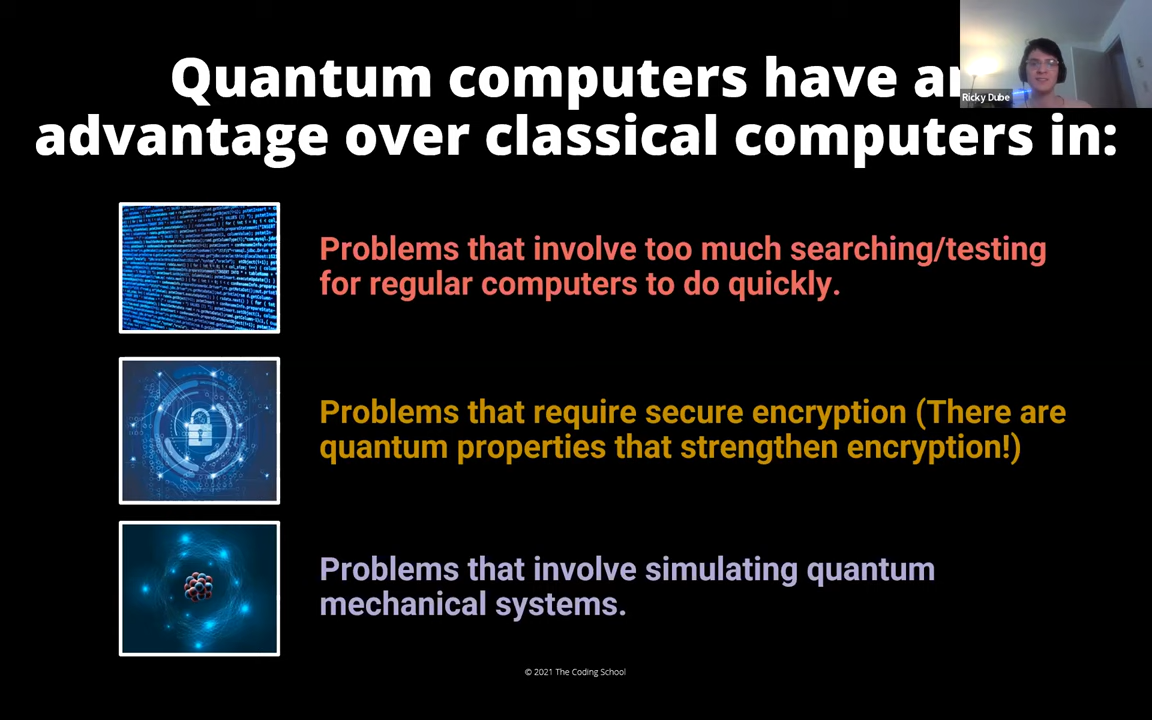 Quantum computers have an
advantage over classical computers in:
Ricky Dube
Problems that involve too much searching/testing
for regular computers to do quickly.
Problems that require secure encryption (There are
quantum properties that strengthen encryption!)
Problems that involve simulating quantum
mechanical systems.
© 2021 The Coding School